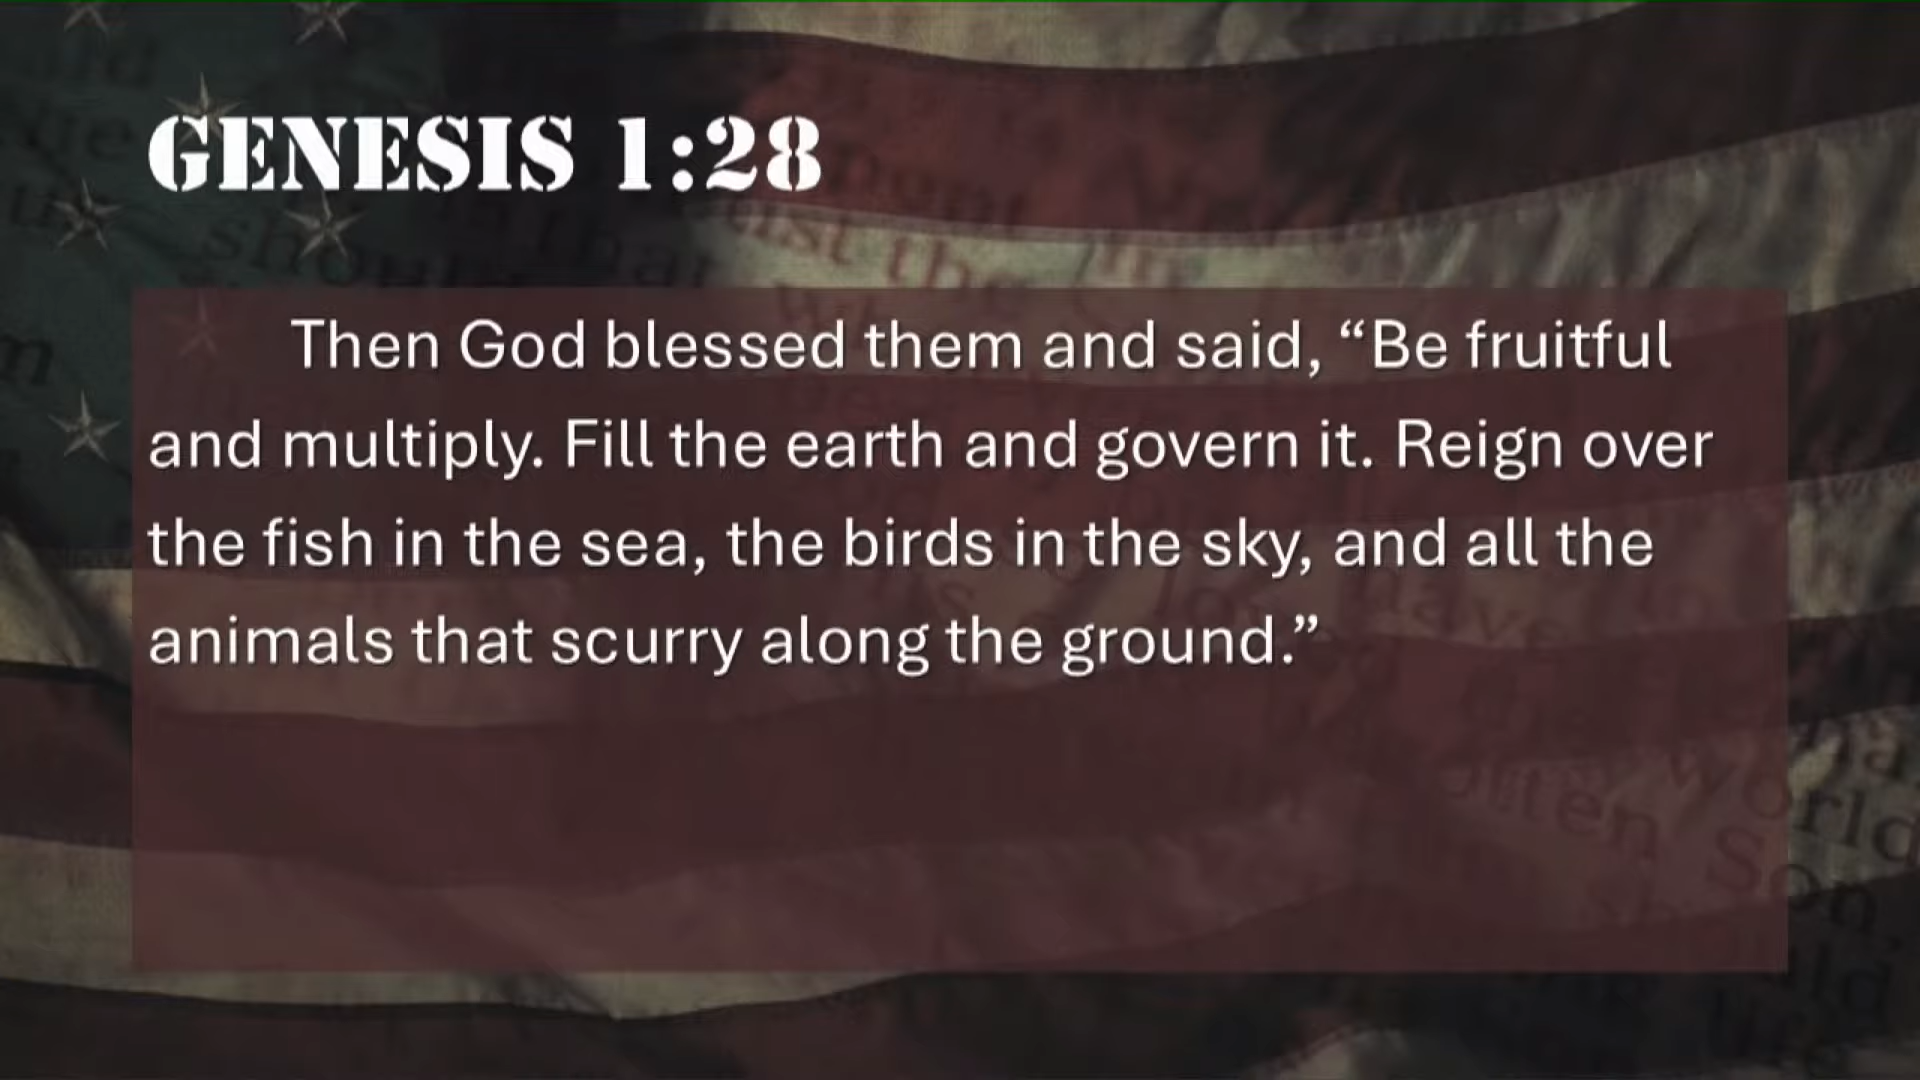 GENESIS 1:28
Then God blessed them and said, “Be fruitful
and multiply. Fill the earth and govern it. Reign over
the fish in the sea, the birds in the sky, and all the
animals that scurry along the ground.”